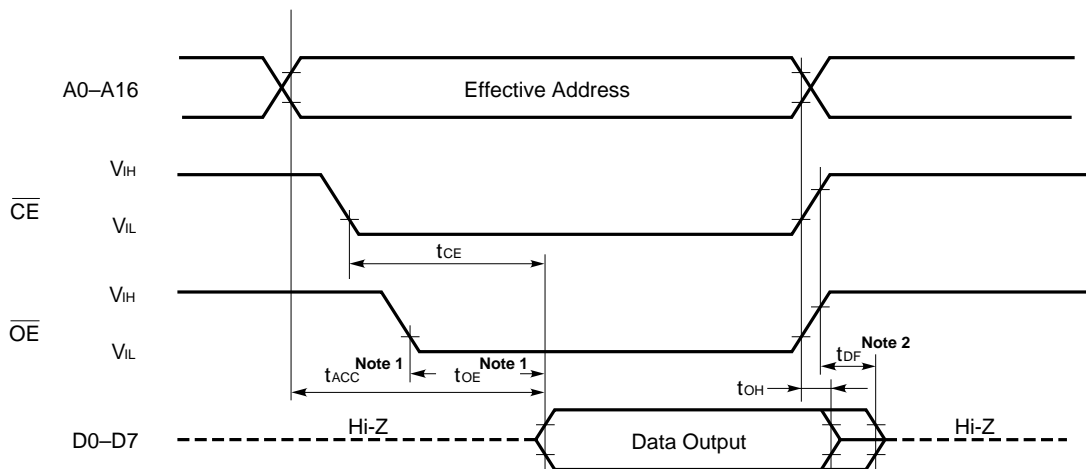 A0–A16
Effective Address
VIH
CE
VIL
tCE
VIH
OE
VIL
tACC Note 1
tOE Note 1
tDF Note 2
tOH
D0–D7
Hi-Z
Data Output
Hi-Z